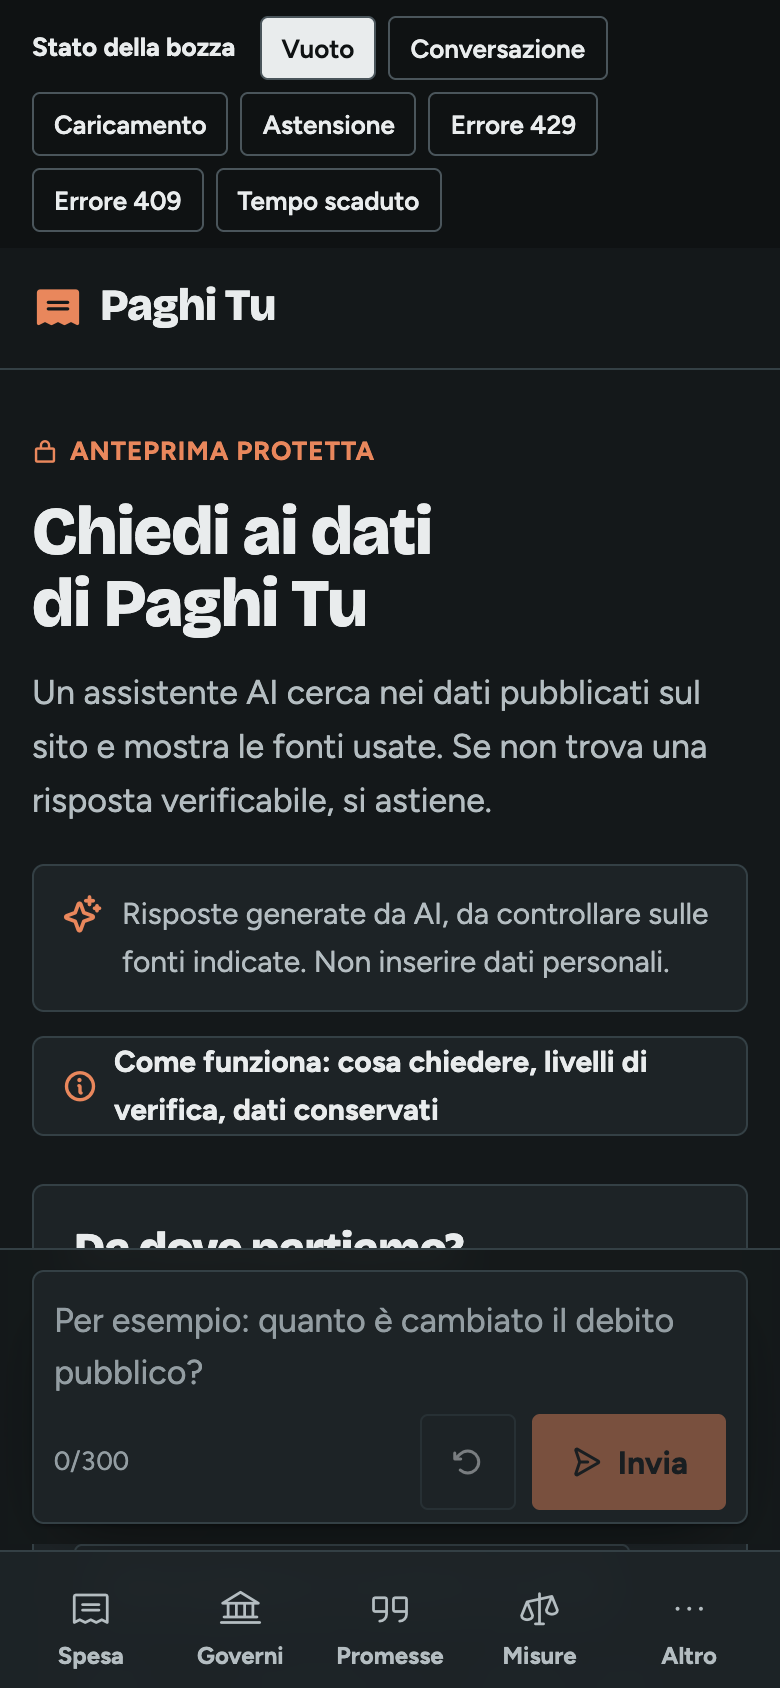 Stato della bozza
Vuoto
Conversazione
Caricamento
Astensione
Errore 429
Errore 409
Tempo scaduto
Paghi Tu
ANTEPRIMA PROTETTA
Chiedi ai dati
di Paghi Tu
Un assistente AI cerca nei dati pubblicati sul
sito e mostra le fonti usate. Se non trova una
risposta verificabile, si astiene.
Risposte generate da AI, da controllare sulle
fonti indicate. Non inserire dati personali.
Come funziona: cosa chiedere, livelli di
verifica, dati conservati
Da dove partiamo?
Per esempio: quanto è cambiato il debito
pubblico?
0/300
Invia
Spesa
Governi
Promesse
Misure
Altro